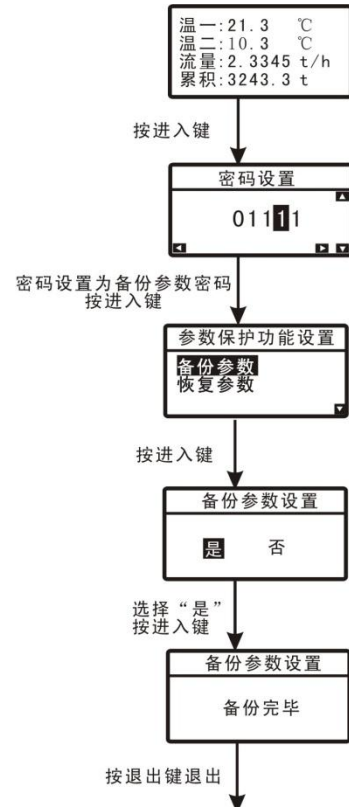 温一:21.3 ℃
温二:10.3 ℃
流量:2.3345 t/h
累积:3243.3 t
按进入键
密码设置
01111
密码设置为备份参数密码
按进入键
参数保护功能设置
备份参数
恢复参数
按进入键
备份参数设置
是 否
选择“是”
按进入键
备份参数设置
备份完毕
按退出键退出